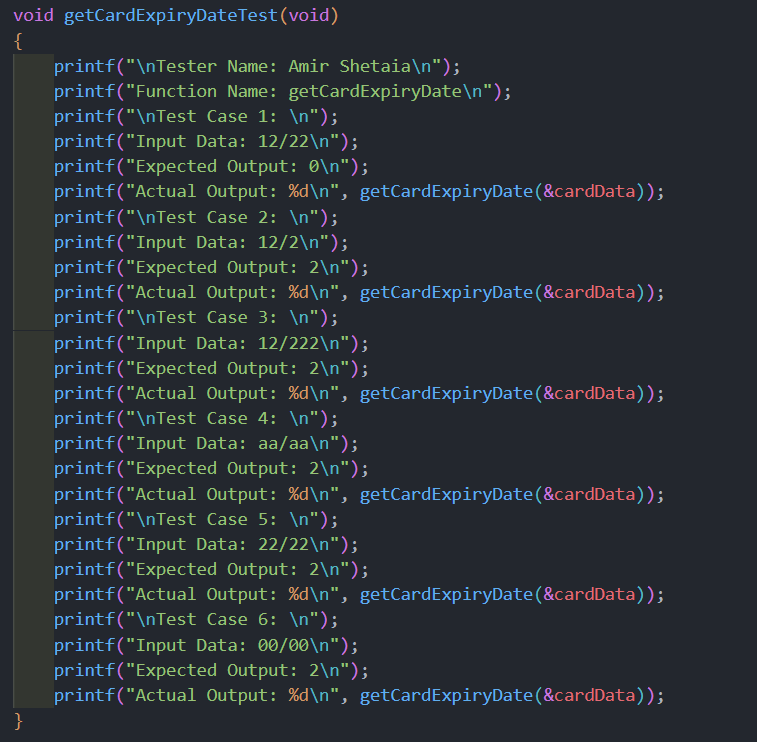 void getCardExpiryDateTest(void)
{
    printf("\nTester Name: Amir Shetaia\n");
    printf("Function Name: getCardExpiryDate\n");
    printf("\nTest Case 1: \n");
    printf("Input Data: 12/22\n");
    printf("Expected Output: 0\n");
    printf("Actual Output: %d\n", getCardExpiryDate(&cardData));
    printf("\nTest Case 2: \n");
    printf("Input Data: 12/2\n");
    printf("Expected Output: 2\n");
    printf("Actual Output: %d\n", getCardExpiryDate(&cardData));
    printf("\nTest Case 3: \n");
    printf("Input Data: 12/222\n");
    printf("Expected Output: 2\n");
    printf("Actual Output: %d\n", getCardExpiryDate(&cardData));
    printf("\nTest Case 4: \n");
    printf("Input Data: aa/aa\n");
    printf("Expected Output: 2\n");
    printf("Actual Output: %d\n", getCardExpiryDate(&cardData));
    printf("\nTest Case 5: \n");
    printf("Input Data: 22/22\n");
    printf("Expected Output: 2\n");
    printf("Actual Output: %d\n", getCardExpiryDate(&cardData));
    printf("\nTest Case 6: \n");
    printf("Input Data: 00/00\n");
    printf("Expected Output: 2\n");
    printf("Actual Output: %d\n", getCardExpiryDate(&cardData));
}